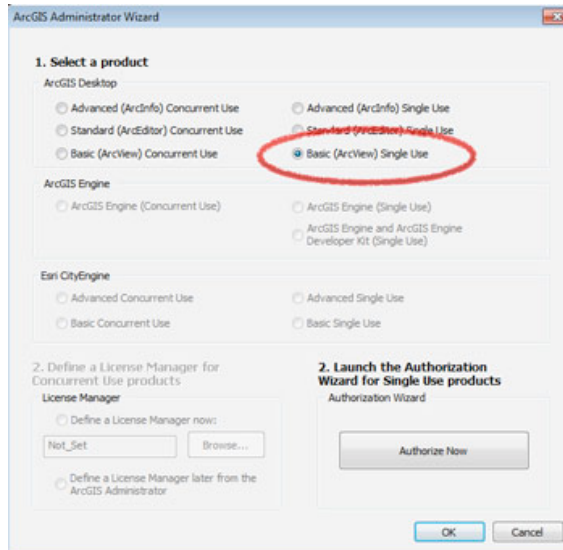 ArcGIS Administrator Wizard
1. Select a product
ArcGIS Desktop
Advanced (ArcInfo) Concurrent Use
Advanced (ArcInfo) Single Use
Standard (ArcEditor) Concurrent Use
Standard (ArcEditor) Single Use
Basic (ArcView) Concurrent Use
Basic (ArcView) Single Use
ArcGIS Engine
ArcGIS Engine (Concurrent Use)
ArcGIS Engine (Single Use)
ArcGIS Engine and ArcGIS Engine
Developer Kit (Single Use)
Esri CityEngine
Advanced Concurrent Use
Advanced Single Use
Basic Concurrent Use
Basic Single Use
2. Define a License Manager for
Concurrent Use products
License Manager
Define a License Manager now:
Not_Set
Browse...
Define a License Manager later from the
ArcGIS Administrator
2. Launch the Authorization
Wizard for Single Use products
Authorization Wizard
Authorize Now
OK
Cancel